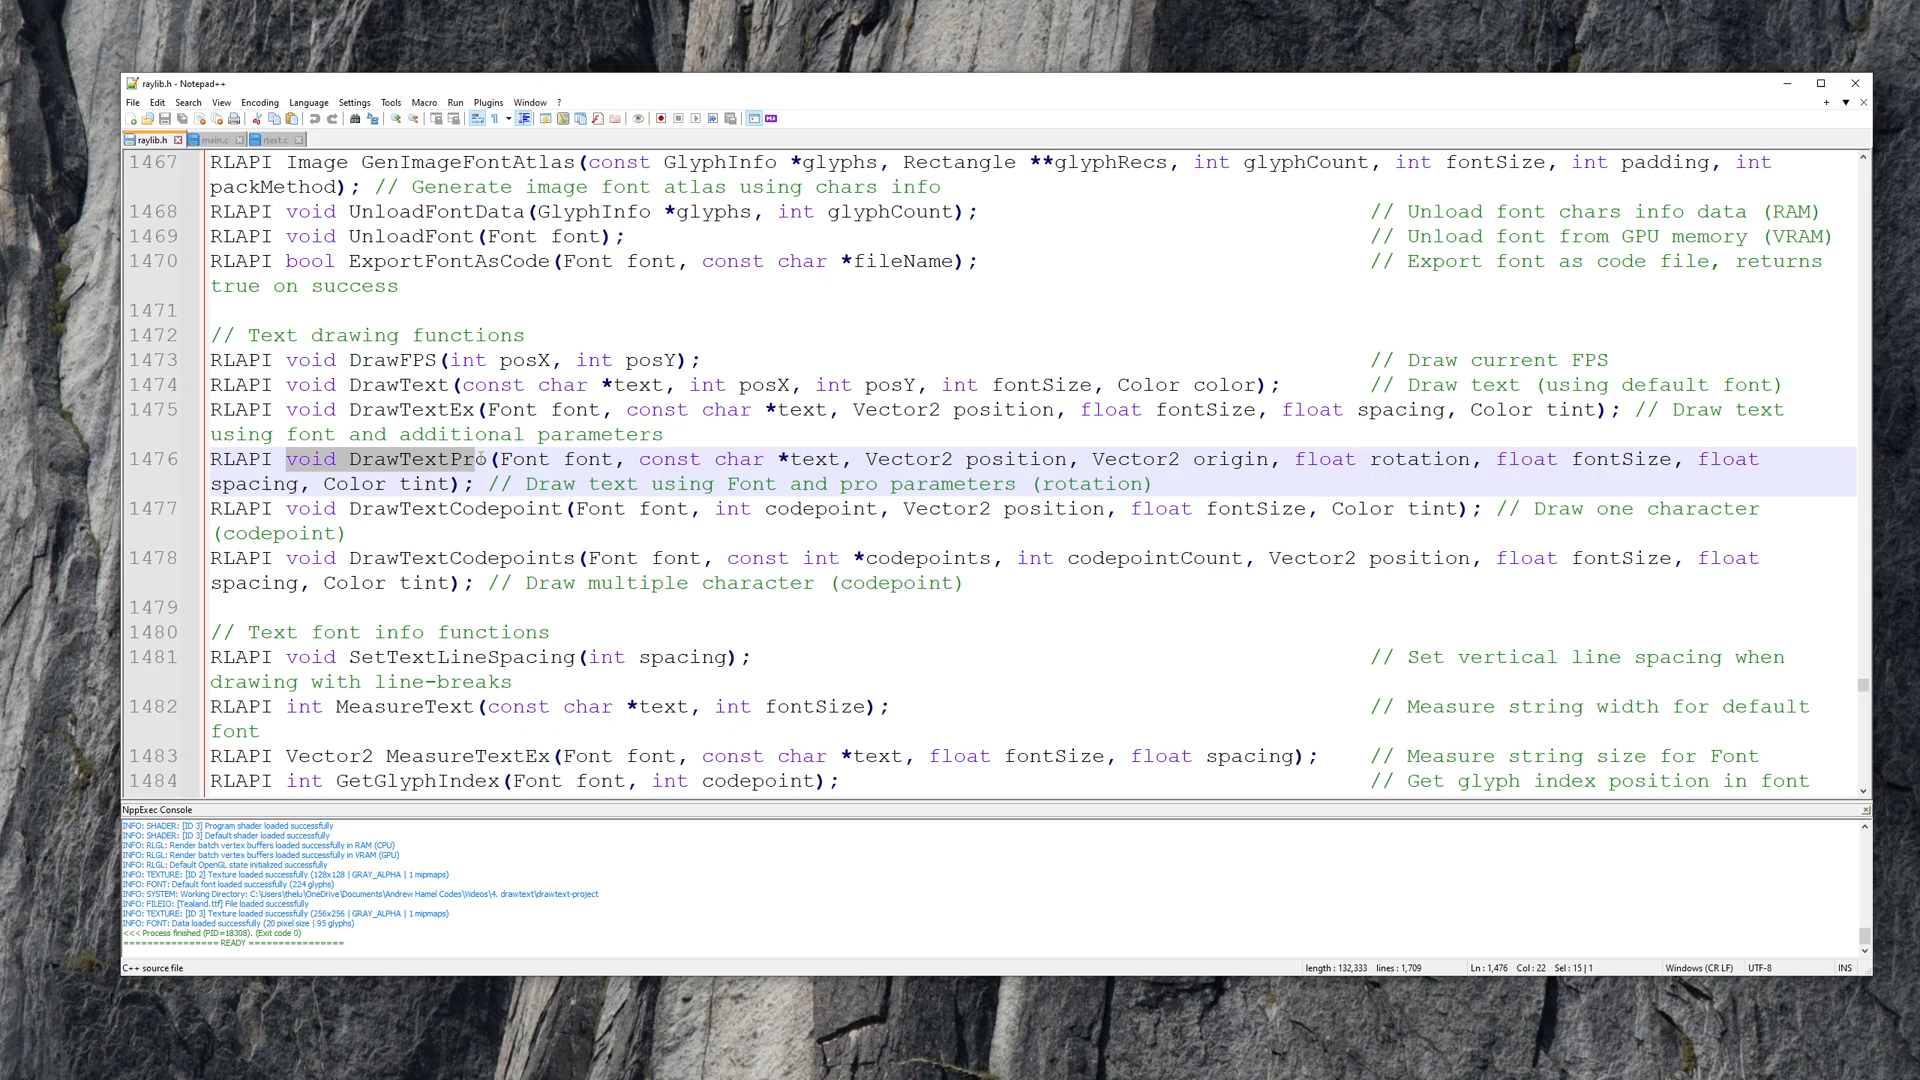 raylib.h - Notepad++
File Edit Search View Encoding Language Settings Tools Macro Run Plugins Window ?
raylib.h main.c rtext.c
1467 RLAPI Image GenImageFontAtlas(const GlyphInfo *glyphs, Rectangle **glyphRecs, int glyphCount, int fontSize, int padding, int
packMethod); // Generate image font atlas using chars info
1468 RLAPI void UnloadFontData(GlyphInfo *glyphs, int glyphCount); // Unload font chars info data (RAM)
1469 RLAPI void UnloadFont(Font font); // Unload font from GPU memory (VRAM)
1470 RLAPI bool ExportFontAsCode(Font font, const char *fileName); // Export font as code file, returns
true on success
1471
1472 // Text drawing functions
1473 RLAPI void DrawFPS(int posX, int posY); // Draw current FPS
1474 RLAPI void DrawText(const char *text, int posX, int posY, int fontSize, Color color); // Draw text (using default font)
1475 RLAPI void DrawTextEx(Font font, const char *text, Vector2 position, float fontSize, float spacing, Color tint); // Draw text
using font and additional parameters
1476 RLAPI void DrawTextPro(Font font, const char *text, Vector2 position, Vector2 origin, float rotation, float fontSize, float
spacing, Color tint); // Draw text using Font and pro parameters (rotation)
1477 RLAPI void DrawTextCodepoint(Font font, int codepoint, Vector2 position, float fontSize, Color tint); // Draw one character
(codepoint)
1478 RLAPI void DrawTextCodepoints(Font font, const int *codepoints, int codepointCount, Vector2 position, float fontSize, float
spacing, Color tint); // Draw multiple character (codepoint)
1479
1480 // Text font info functions
1481 RLAPI void SetTextLineSpacing(int spacing); // Set vertical line spacing when
drawing with line-breaks
1482 RLAPI int MeasureText(const char *text, int fontSize); // Measure string width for default
font
1483 RLAPI Vector2 MeasureTextEx(Font font, const char *text, float fontSize, float spacing); // Measure string size for Font
1484 RLAPI int GetGlyphIndex(Font font, int codepoint); // Get glyph index position in font
NppExec Console
INFO: SHADER: [ID 3] Program shader loaded successfully
INFO: SHADER: [ID 3] Default shader loaded successfully
INFO: RLGL: Render batch vertex buffers loaded successfully in RAM (CPU)
INFO: RLGL: Render batch vertex buffers loaded successfully in VRAM (GPU)
INFO: RLGL: Default OpenGL state initialized successfully
INFO: TEXTURE: [ID 2] Texture loaded successfully (128x128 | GRAY_ALPHA | 1 mipmaps)
INFO: FONT: Default font loaded successfully (224 glyphs)
INFO: SYSTEM: Working Directory: C:\Users\thelu\OneDrive\Documents\Andrew Hamel Codes\Videos\4. drawtext\drawtext-project
INFO: FILEIO: [Tealand.ttf] File loaded successfully
INFO: TEXTURE: [ID 3] Texture loaded successfully (256x256 | GRAY_ALPHA | 1 mipmaps)
INFO: FONT: Data loaded successfully (20 pixel size | 95 glyphs)
<<< Process finished (PID=18308). (Exit code 0)
================ READY ================
C++ source file length : 132,333 lines : 1,709 Ln : 1,476 Col : 22 Sel : 15 | 1 Windows (CR LF) UTF-8 INS